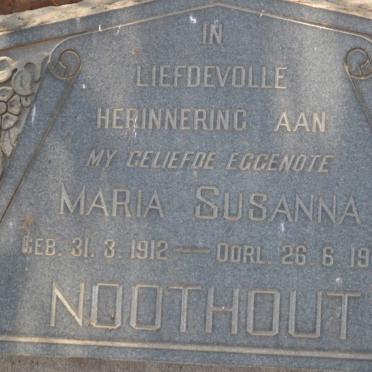 IN
LIEFDEVOLLE
HERINNERING AAN
MY GELIEFDE EGGENOTE
MARIA SUSANNA
GEB. 31. 3. 1912 — OORL. 26. 6. 19
NOOTHOUT